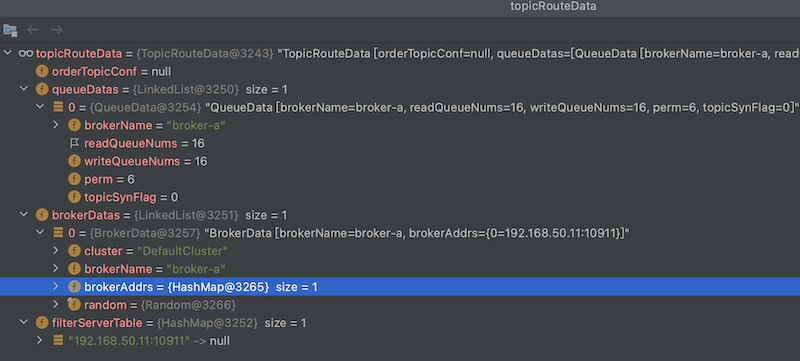 topicRouteData
topicRouteData = {TopicRouteData@3243} "TopicRouteData [orderTopicConf=null, queueDatas=[QueueData [brokerName=broker-a, read
orderTopicConf = null
queueDatas = {LinkedList@3250} size = 1
0 = {QueueData@3254} "QueueData [brokerName=broker-a, readQueueNums=16, writeQueueNums=16, perm=6, topicSynFlag=0]"
brokerName = "broker-a"
readQueueNums = 16
writeQueueNums = 16
perm = 6
topicSynFlag = 0
brokerDatas = {LinkedList@3251} size = 1
0 = {BrokerData@3257} "BrokerData [brokerName=broker-a, brokerAddrs={0=192.168.50.11:10911}]"
cluster = "DefaultCluster"
brokerName = "broker-a"
brokerAddrs = {HashMap@3265} size = 1
random = {Random@3266}
filterServerTable = {HashMap@3252} size = 1
"192.168.50.11:10911" -> null